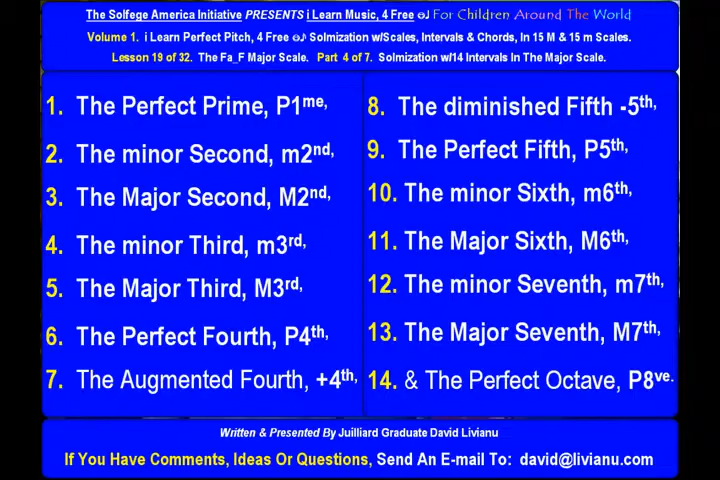 The Solfege America Initiative PRESENTS i Learn Music, 4 Free For Children Around The World
Volume 1. i Learn Perfect Pitch, 4 Free Solmization w/Scales, Intervals & Chords, In 15 M & 15 m Scales.
Lesson 19 of 32. The Fa_F Major Scale. Part 4 of 7. Solmization w/14 Intervals In The Major Scale.
1. The Perfect Prime, P1me,
2. The minor Second, m2nd,
3. The Major Second, M2nd,
4. The minor Third, m3rd,
5. The Major Third, M3rd,
6. The Perfect Fourth, P4th,
7. The Augmented Fourth, +4th,
8. The diminished Fifth -5th,
9. The Perfect Fifth, P5th,
10. The minor Sixth, m6th,
11. The Major Sixth, M6th,
12. The minor Seventh, m7th,
13. The Major Seventh, M7th,
14. & The Perfect Octave, P8ve.
Written & Presented By Juilliard Graduate David Livianu
If You Have Comments, Ideas Or Questions, Send An E-mail To: david@livianu.com